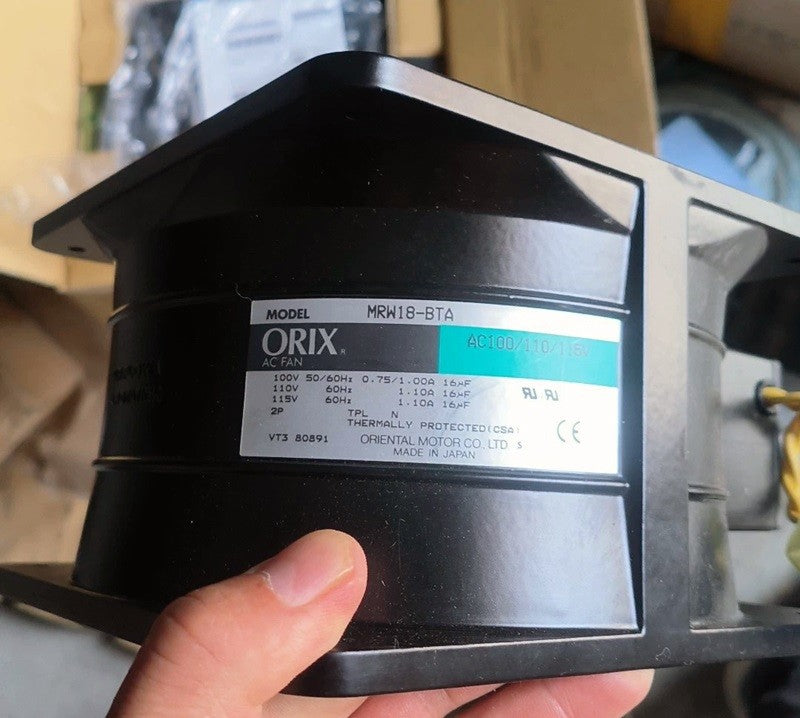 MODEL MRW18-BTA
ORIX®
AC FAN
AC100/110/115V
100V 50/60Hz 0.75/1.00A 16µF
110V 60Hz 1.10A 16µF
115V 60Hz 1.10A 16µF
2P TPL N
THERMALLY PROTECTED(CSA)
VT3 80891 ORIENTAL MOTOR CO., LTD S
MADE IN JAPAN
CE